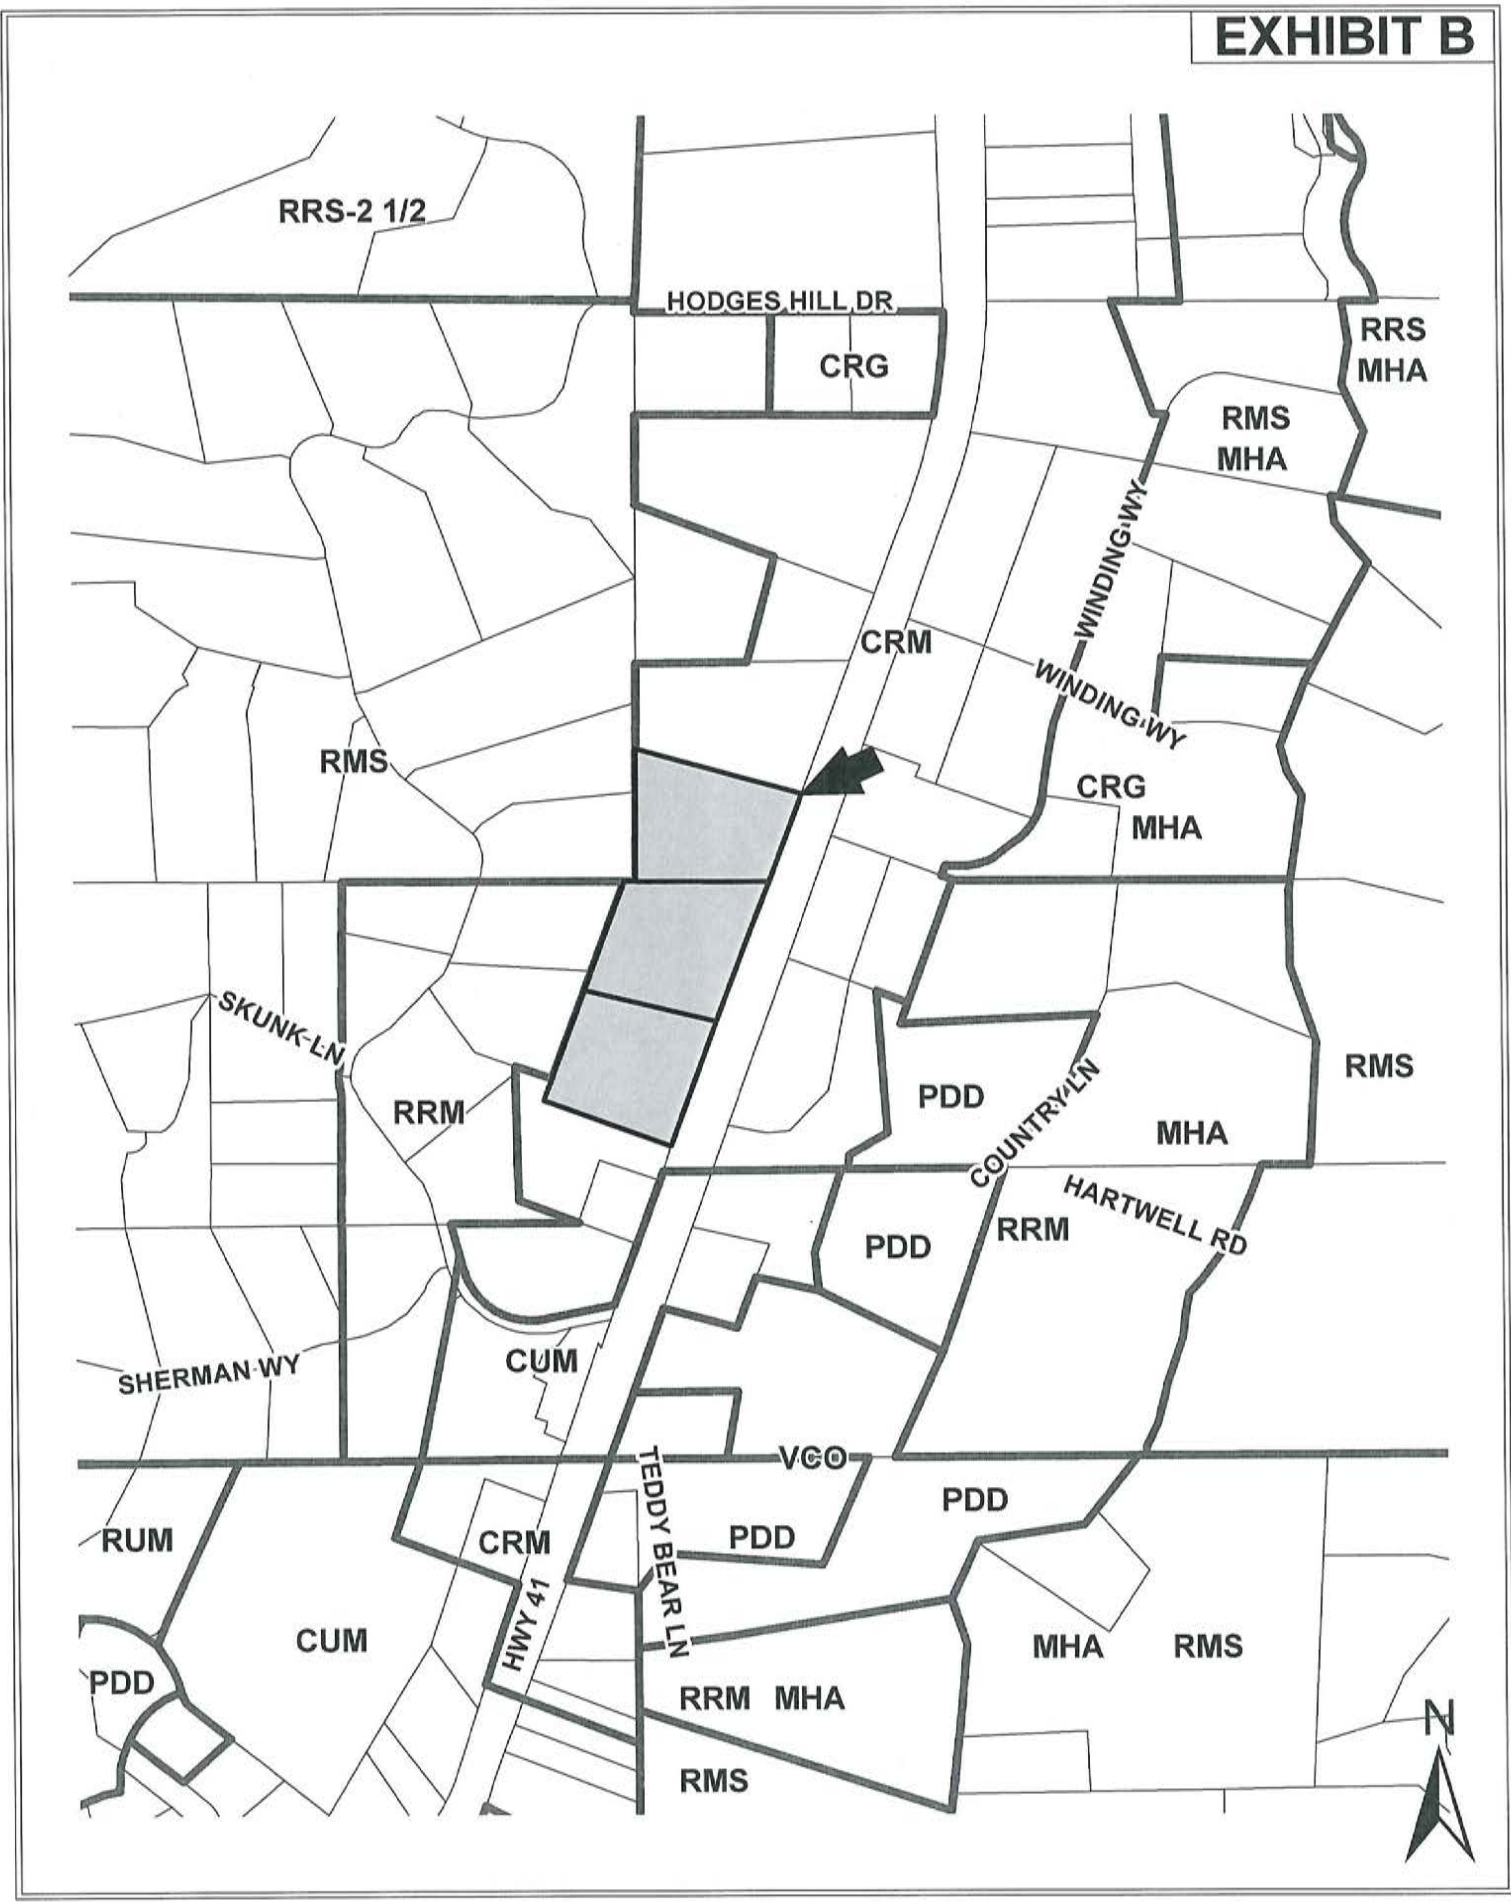 EXHIBIT B
RRS-2 1/2
HODGES HILL DR
CRG
RRS
MHA
RMS
MHA
WINDING WY
CRM
WINDING WY
RMS
CRG
MHA
SKUNK LN
RRM
PDD
COUNTRY LN
RMS
MHA
HARTWELL RD
PDD
RRM
SHERMAN WY
CUM
VCO
TEDDY BEAR LN
PDD
RUM
CRM
PDD
HWY 41
CUM
MHA
RMS
PDD
RRM
MHA
N
RMS